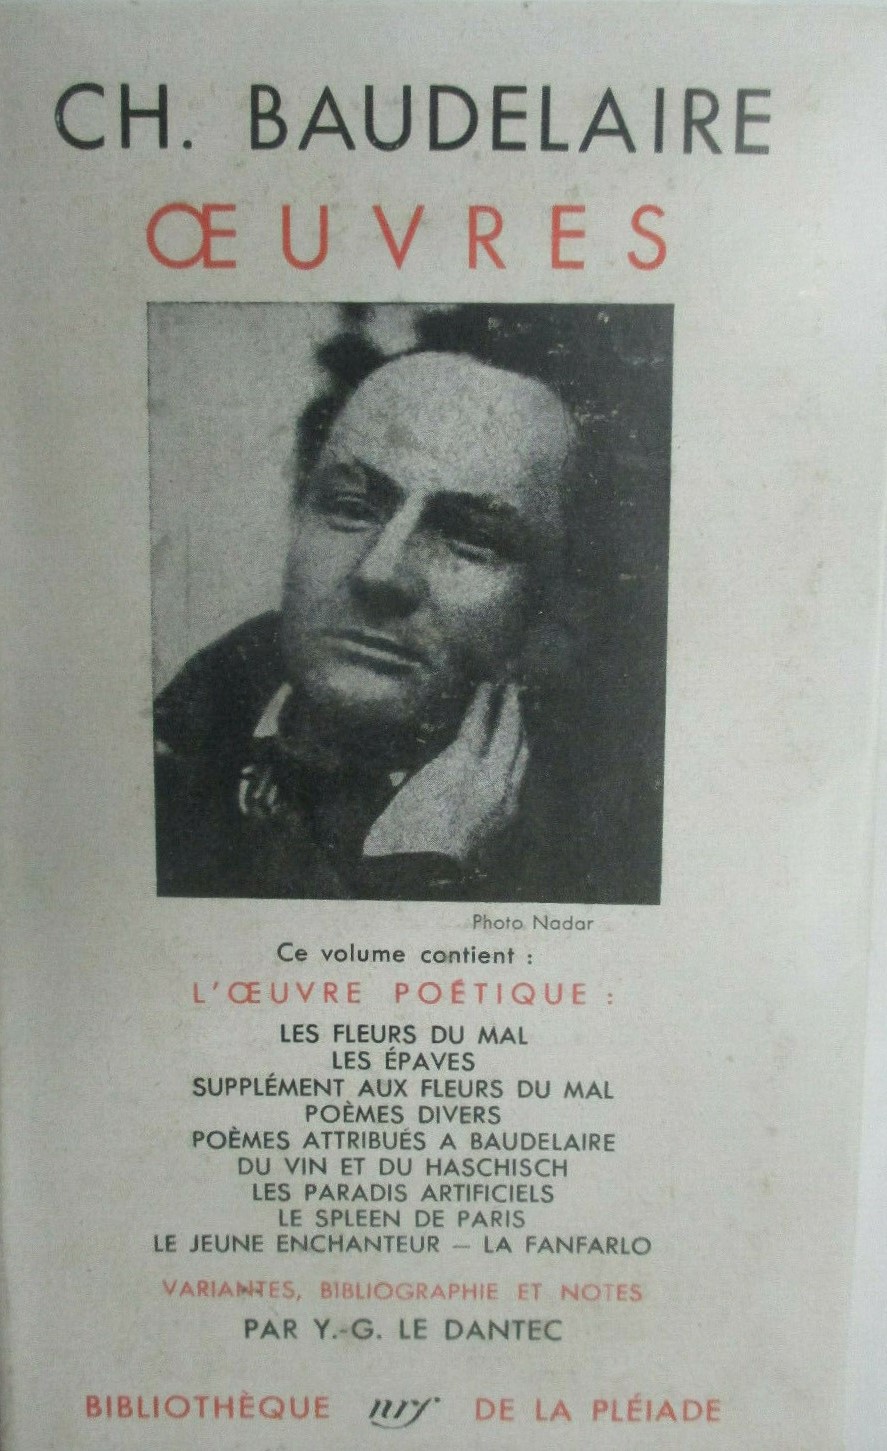 CH. BAUDELAIRE
ŒUVRES
Photo Nadar
Ce volume contient :
L'ŒUVRE POÉTIQUE :
LES FLEURS DU MAL
LES ÉPAVES
SUPPLÉMENT AUX FLEURS DU MAL
POÈMES DIVERS
POÈMES ATTRIBUÉS A BAUDELAIRE
DU VIN ET DU HASCHISCH
LES PARADIS ARTIFICIELS
LE SPLEEN DE PARIS
LE JEUNE ENCHANTEUR — LA FANFARLO
VARIANTES, BIBLIOGRAPHIE ET NOTES
PAR Y.-G. LE DANTEC
BIBLIOTHÈQUE nrf DE LA PLÉIADE